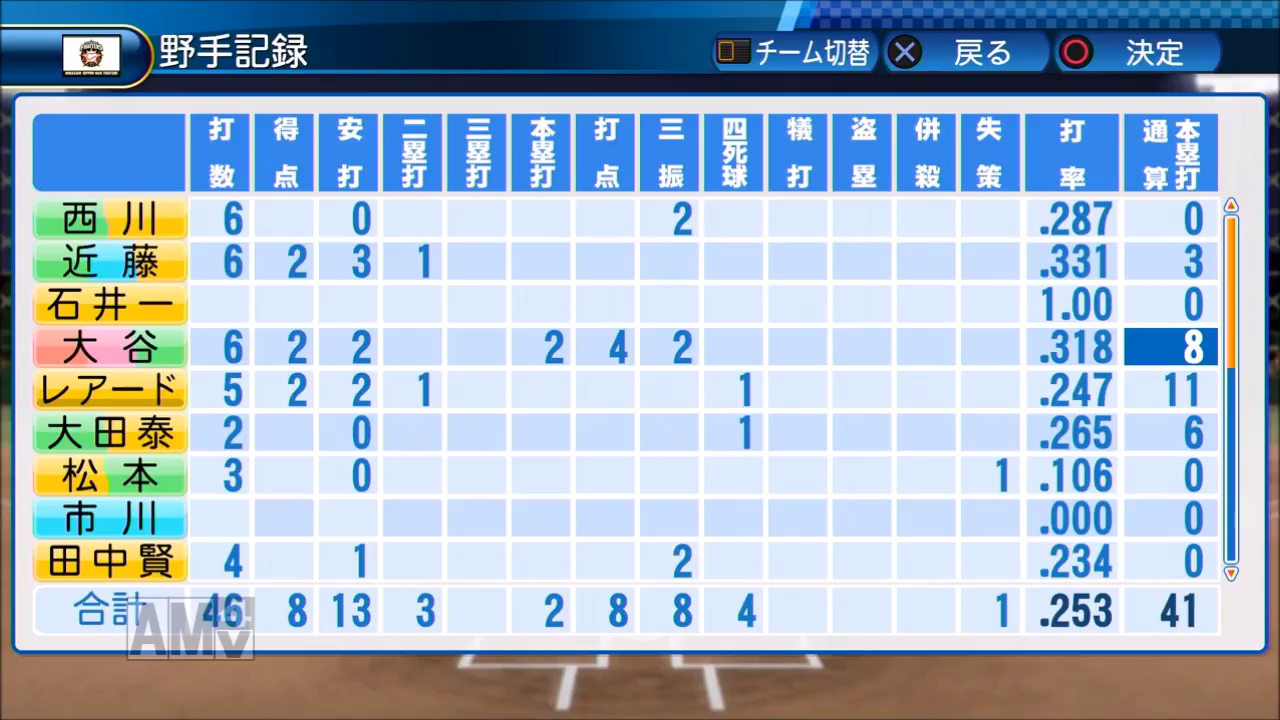 野手記録 チーム切替 戻る 決定
打数 得点 安打 二塁打 三塁打 本塁打 打点 三振 四死球 犠打 盗塁 併殺 失策 打率 通算本塁打
西川 6 0 2 .287 0
近藤 6 2 3 1 .331 3
石井一 1.00 0
大谷 6 2 2 2 4 2 .318 8
レアード 5 2 2 1 1 .247 11
大田泰 2 0 1 .265 6
松本 3 0 1 .106 0
市川 .000 0
田中賢 4 1 2 .234 0
合計 46 8 13 3 2 8 8 4 1 .253 41